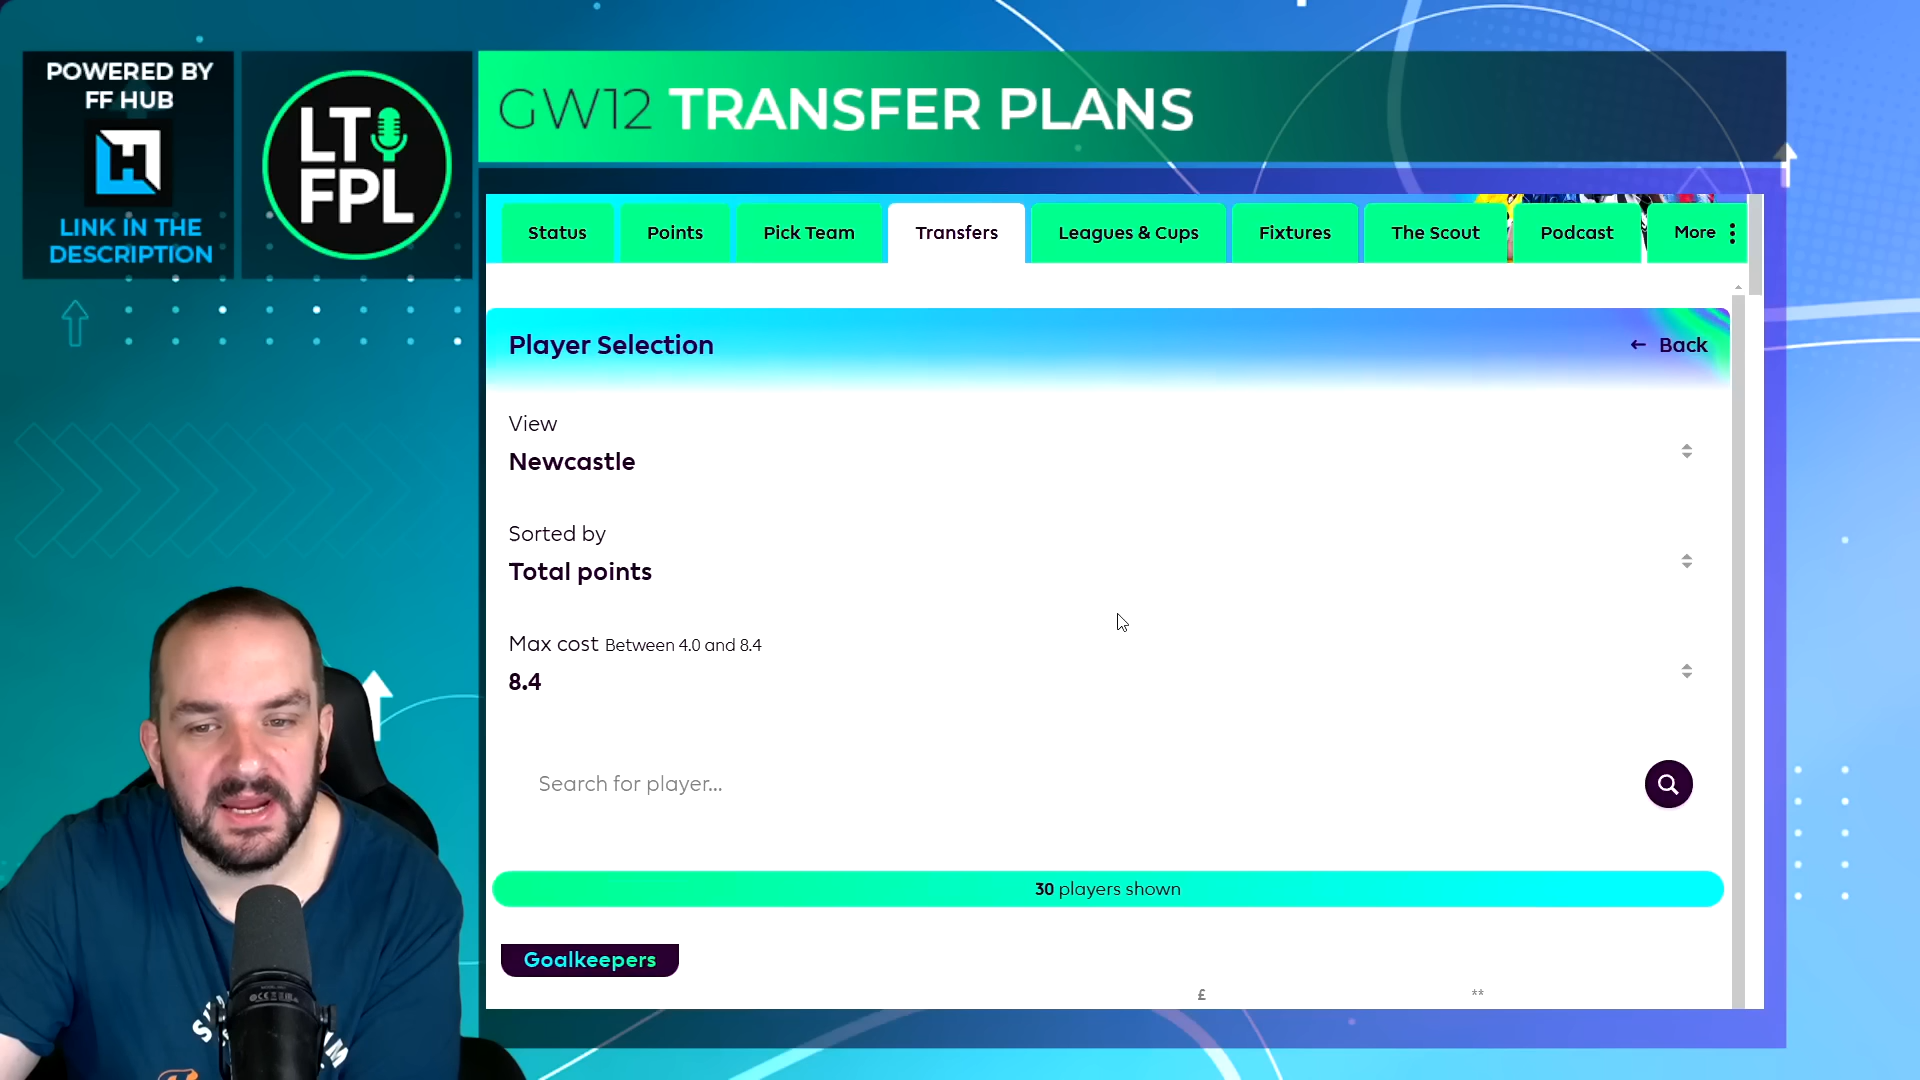 POWERED BY
FF HUB
LINK IN THE
DESCRIPTION
LT
FPL
GW12 TRANSFER PLANS
Status
Points
Pick Team
Transfers
Leagues & Cups
Fixtures
The Scout
Podcast
More
Player Selection
← Back
View
Newcastle
Sorted by
Total points
Max cost Between 4.0 and 8.4
8.4
Search for player...
30 players shown
Goalkeepers
£
**